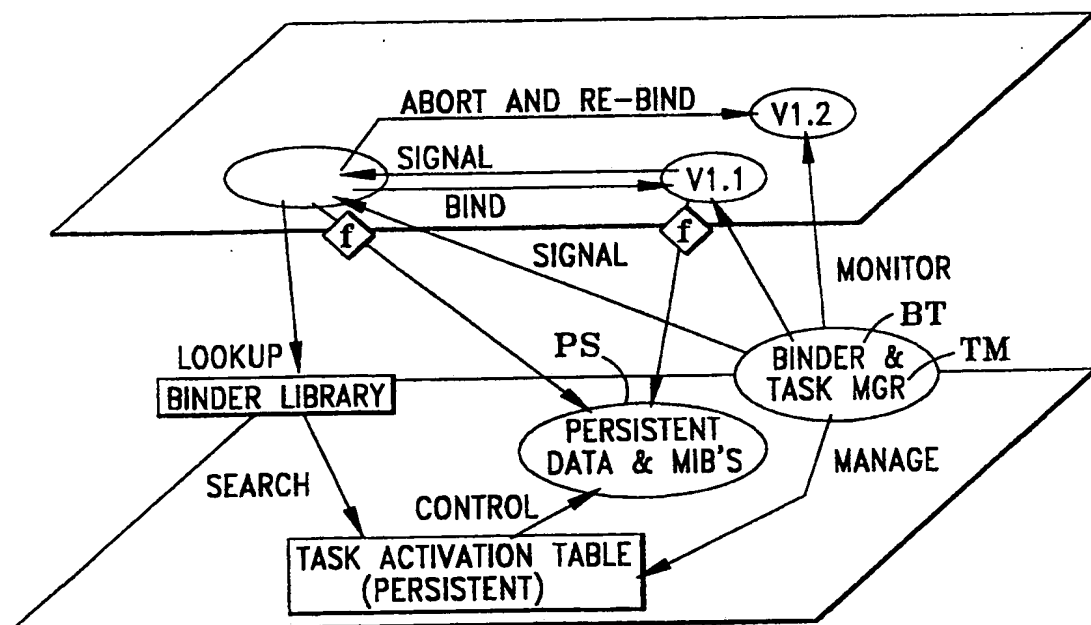 ABORT AND RE-BIND
V1.2
SIGNAL
V1.1
BIND
f
f
SIGNAL
MONITOR
BT
LOOKUP
PS
BINDER &
TASK MGR
TM
BINDER LIBRARY
PERSISTENT
DATA & MIB'S
MANAGE
SEARCH
CONTROL
TASK ACTIVATION TABLE
(PERSISTENT)